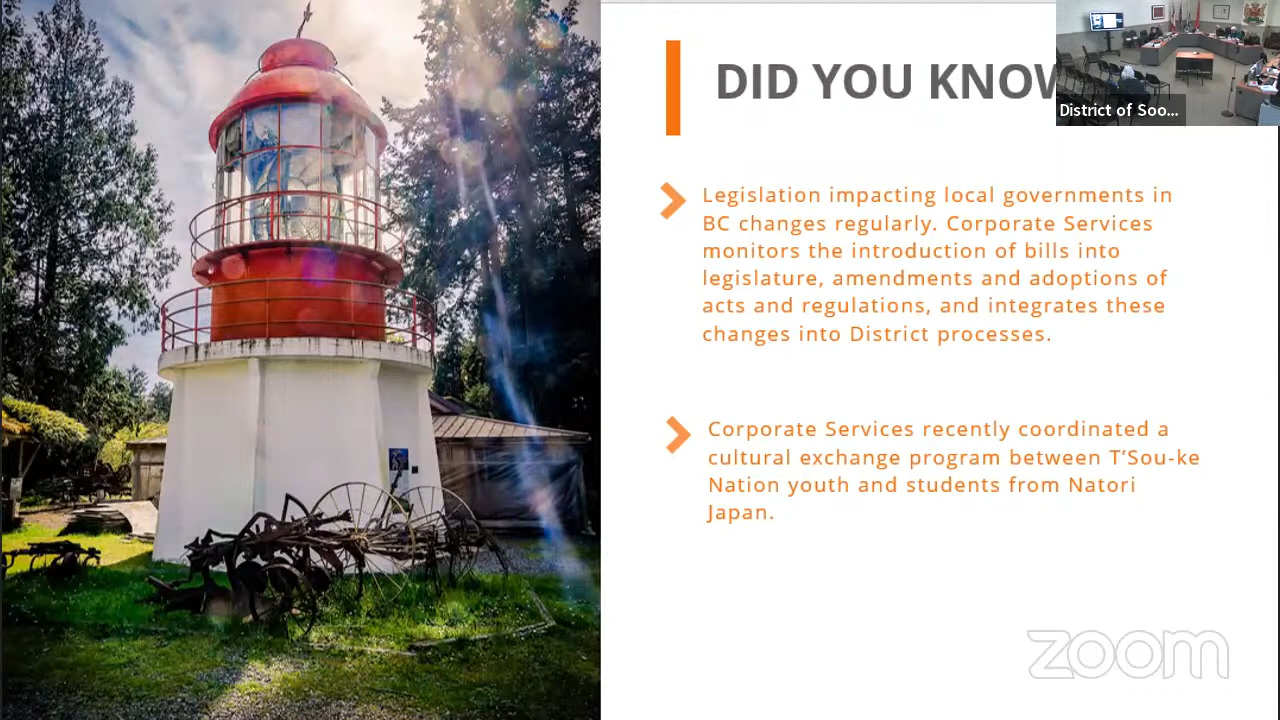 DID YOU KNOW
District of Soo...
Legislation impacting local governments in
BC changes regularly. Corporate Services
monitors the introduction of bills into
legislature, amendments and adoptions of
acts and regulations, and integrates these
changes into District processes.
Corporate Services recently coordinated a
cultural exchange program between T’Sou-ke
Nation youth and students from Natori
Japan.
zoom